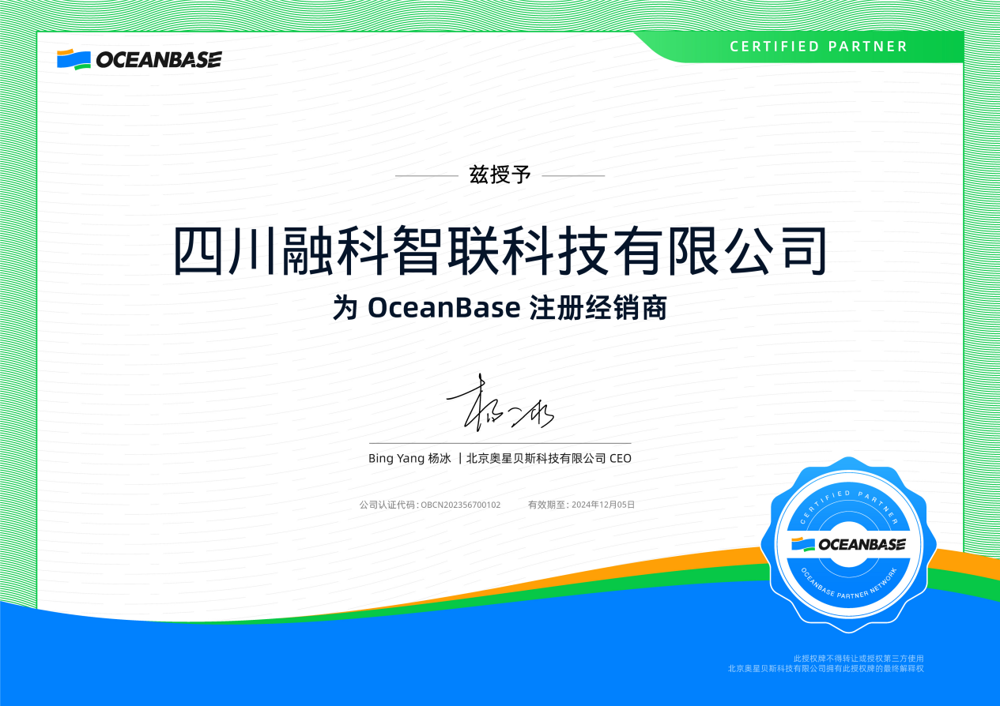 OCEANBASE
CERTIFIED PARTNER
兹授予
四川融科智联科技有限公司
为 OceanBase 注册经销商
杨冰
Bing Yang 杨冰 | 北京奥星贝斯科技有限公司 CEO
公司认证代码: OBCN202356700102 有效期至: 2024年12月05日
CERTIFIED PARTNER
OCEANBASE
OCEANBASE PARTNER NETWORK
此授权牌不得转让或授权第三方使用
北京奥星贝斯科技有限公司拥有此授权牌的最终解释权